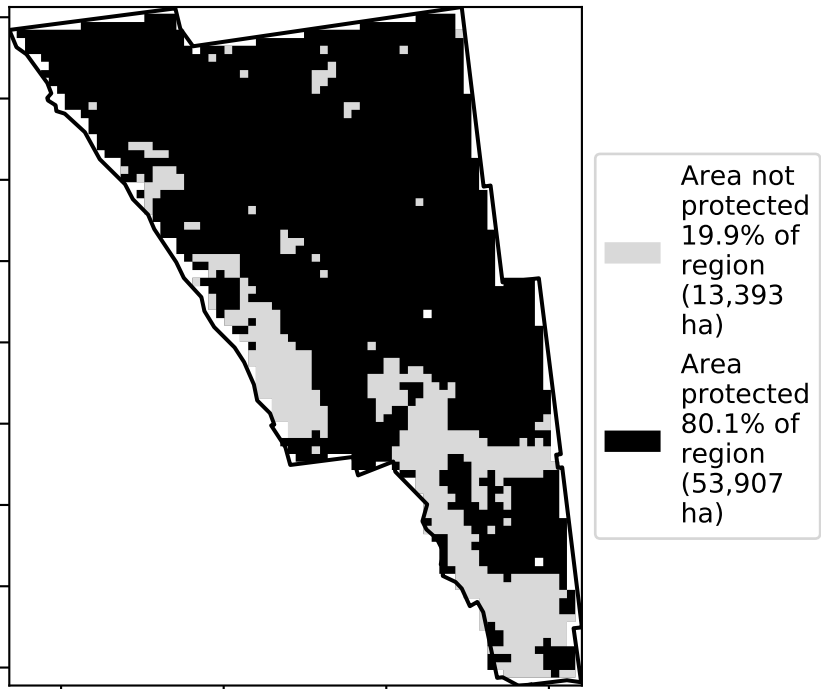 Area not
protected
19.9% of
region
(13,393
ha)
Area
protected
80.1% of
region
(53,907
ha)